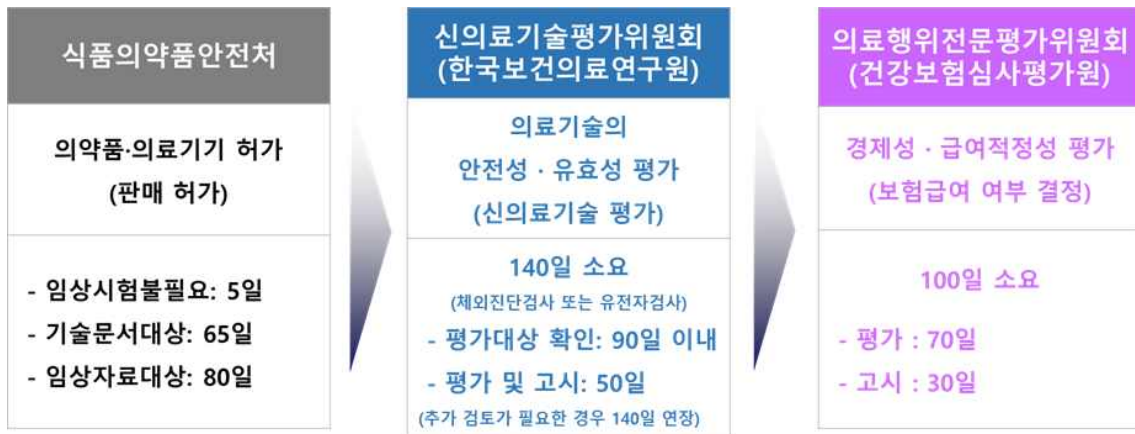 식품의약품안전처
의약품·의료기기 허가
(판매 허가)
- 임상시험불필요: 5일
- 기술문서대상: 65일
- 임상자료대상: 80일
신의료기술평가위원회
(한국보건의료연구원)
의료기술의
안전성 · 유효성 평가
(신의료기술 평가)
140일 소요
(체외진단검사 또는 유전자검사)
- 평가대상 확인: 90일 이내
- 평가 및 고시: 50일
(추가 검토가 필요한 경우 140일 연장)
의료행위전문평가위원회
(건강보험심사평가원)
경제성 · 급여적정성 평가
(보험급여 여부 결정)
100일 소요
- 평가 : 70일
- 고시 : 30일